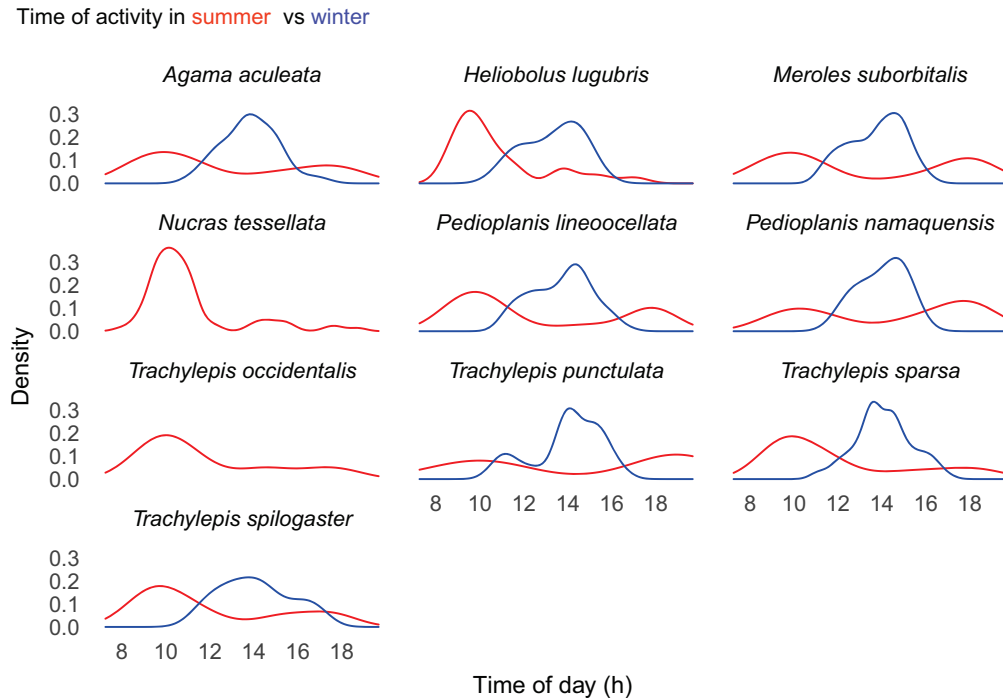 Time of activity in summer vs winter
Agama aculeata
Heliobolus lugubris
Meroles suborbitalis
0.3
0.2
0.1
0.0
Nucras tessellata
Pedioplanis lineoocellata
Pedioplanis namaquensis
0.3
0.2
0.1
0.0
Density
Trachylepis occidentalis
Trachylepis punctulata
Trachylepis sparsa
0.3
0.2
0.1
0.0
8 10 12 14 16 18
8 10 12 14 16 18
Trachylepis spilogaster
0.3
0.2
0.1
0.0
8 10 12 14 16 18
Time of day (h)